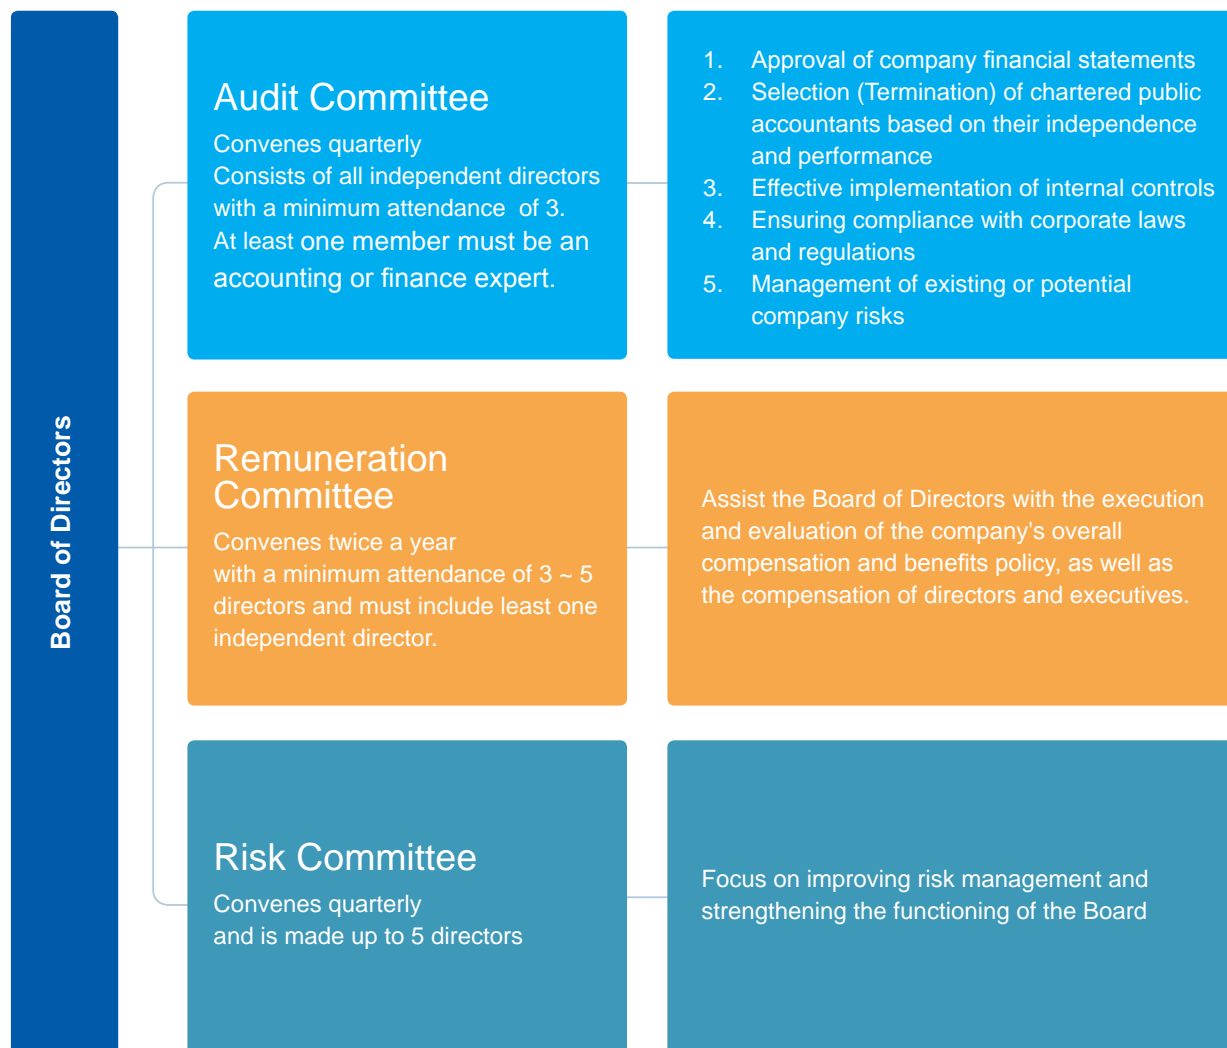 Board of Directors
Audit Committee
Convenes quarterly
Consists of all independent directors
with a minimum attendance  of 3.
At least one member must be an
accounting or finance expert.
1. Approval of company financial statements
2. Selection (Termination) of chartered public
accountants based on their independence
and performance
3. Effective implementation of internal controls
4. Ensuring compliance with corporate laws
and regulations
5. Management of existing or potential
company risks
Remuneration
Committee
Convenes twice a year
with a minimum attendance of 3 ~ 5
directors and must include least one
independent director.
Assist the Board of Directors with the execution
and evaluation of the company's overall
compensation and benefits policy, as well as
the compensation of directors and executives.
Risk Committee
Convenes quarterly
and is made up to 5 directors
Focus on improving risk management and
strengthening the functioning of the Board